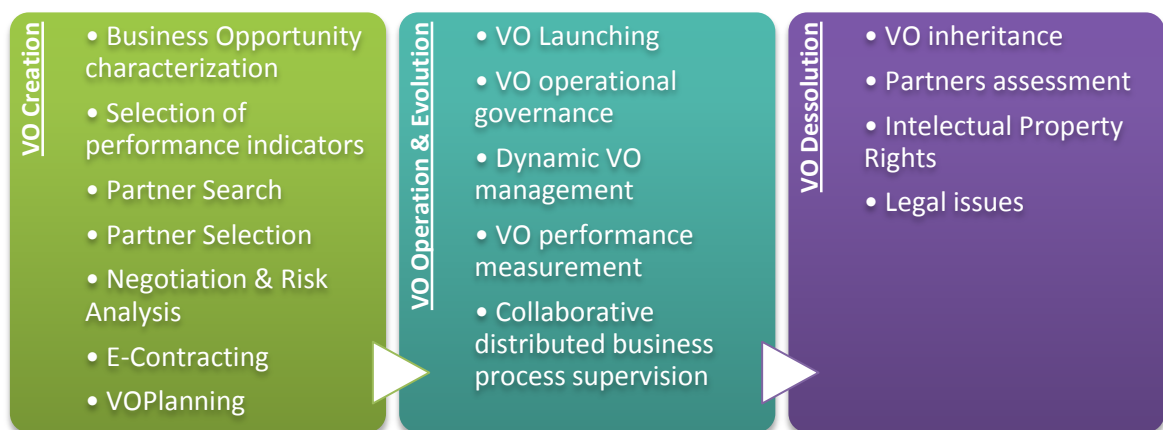 VO Creation
• Business Opportunity
characterization
• Selection of
performance indicators
• Partner Search
• Partner Selection
• Negotiation & Risk
Analysis
• E-Contracting
• VOPlanning
VO Operation & Evolution
• VO Launching
• VO operational
governance
• Dynamic VO
management
• VO performance
measurement
• Collaborative
distributed business
process supervision
VO Dessolution
• VO inheritance
• Partners assessment
• Intelectual Property
Rights
• Legal issues